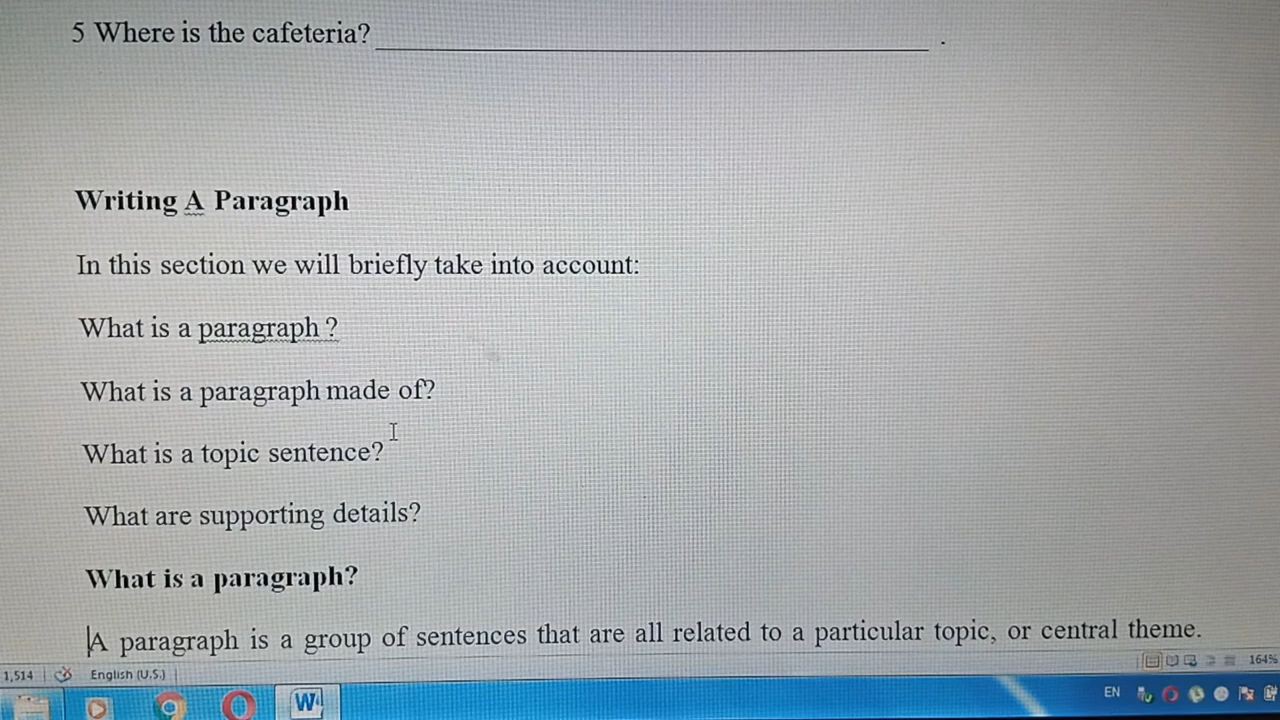 5 Where is the cafeteria? ____________________ .
Writing A Paragraph
In this section we will briefly take into account:
What is a paragraph ?
What is a paragraph made of?
What is a topic sentence?
What are supporting details?
What is a paragraph?
A paragraph is a group of sentences that are all related to a particular topic, or central theme.
1,514 English (U.S.) 164%
W EN